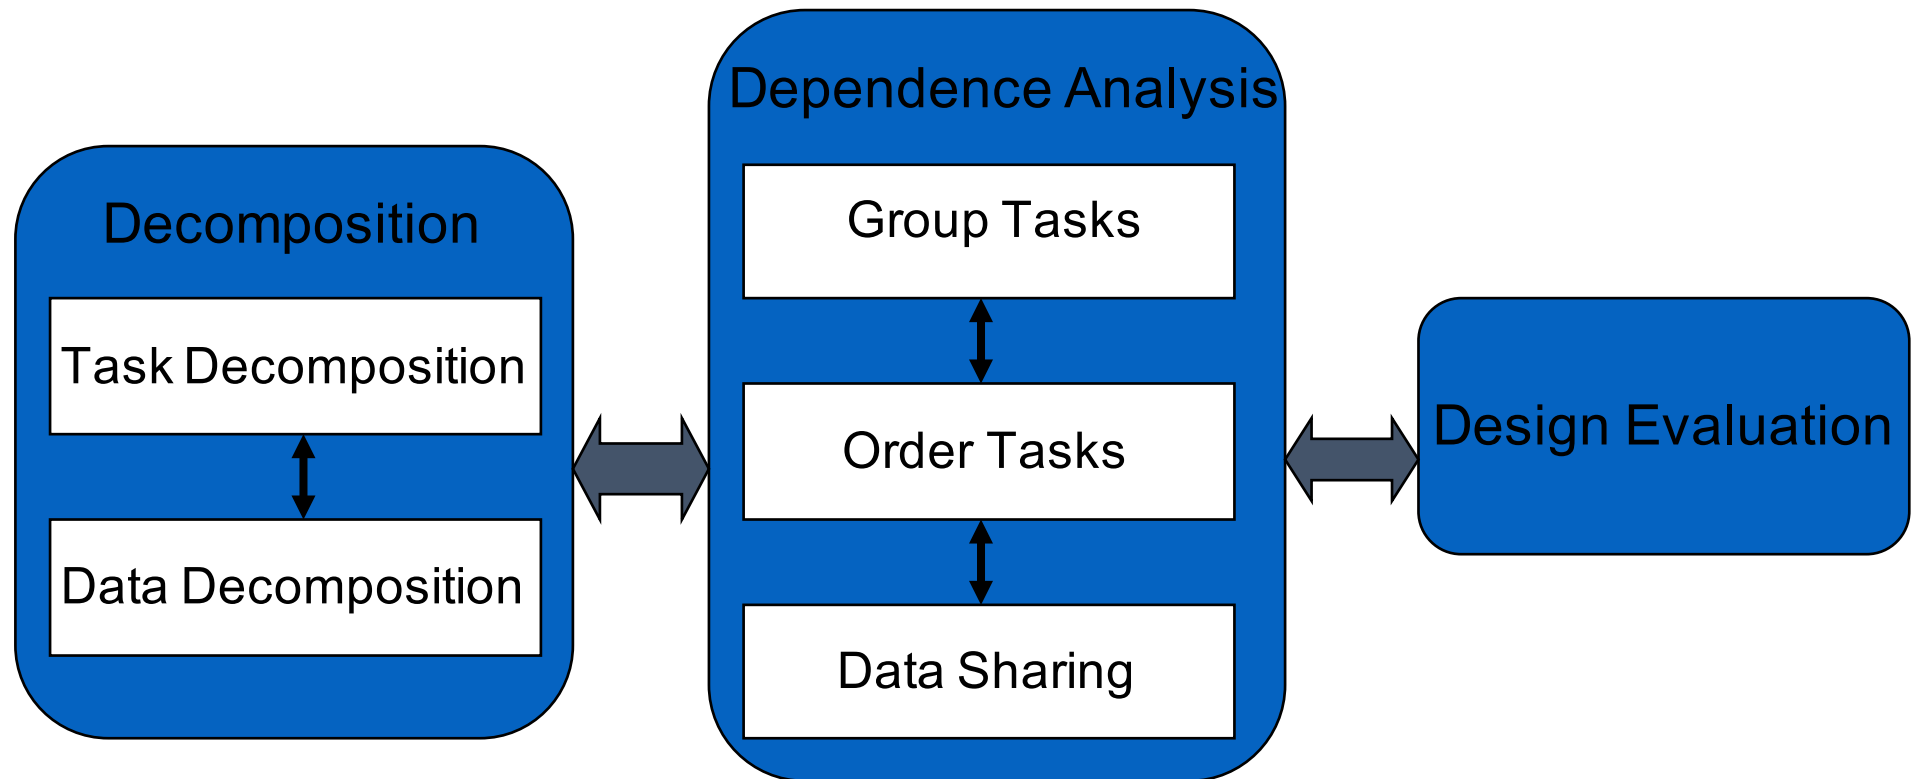 Decomposition
Task Decomposition
Data Decomposition
Dependence Analysis
Group Tasks
Order Tasks
Data Sharing
Design Evaluation